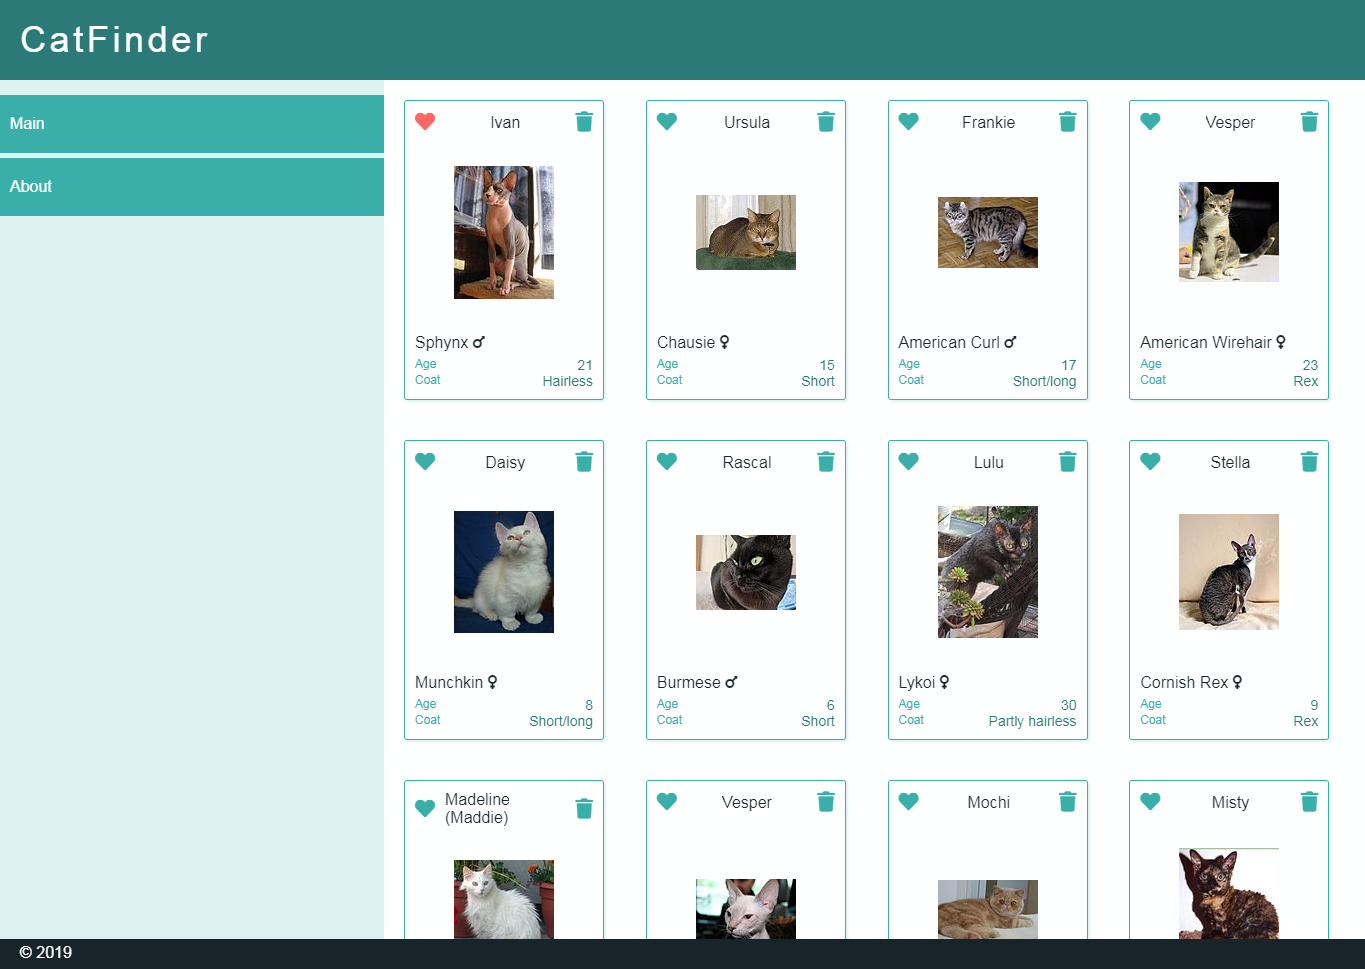 CatFinder
Main
About
Ivan
Sphynx ♂
Age 21
Coat Hairless
Ursula
Chausie ♀
Age 15
Coat Short
Frankie
American Curl ♂
Age 17
Coat Short/long
Vesper
American Wirehair ♀
Age 23
Coat Rex
Daisy
Munchkin ♀
Age 8
Coat Short/long
Rascal
Burmese ♂
Age 6
Coat Short
Lulu
Lykoi ♀
Age 30
Coat Partly hairless
Stella
Cornish Rex ♀
Age 9
Coat Rex
Madeline
(Maddie)
Vesper
Mochi
Misty
© 2019